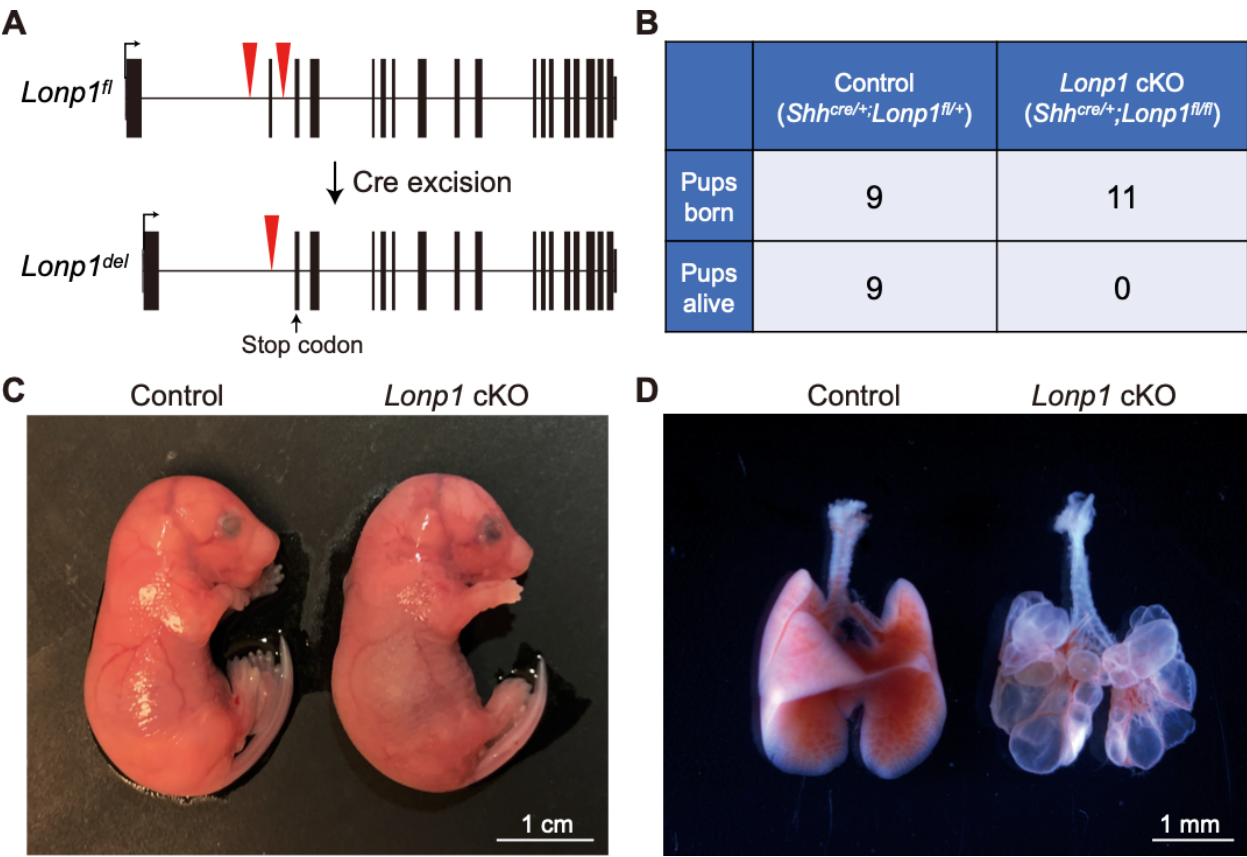 A
Lonp1fl
Cre excision
Lonp1del
Stop codon
B
Control
(Shhcre/+;Lonp1fl/+)
Lonp1 cKO
(Shhcre/+;Lonp1fl/fl)
Pups
born
9
11
Pups
alive
9
0
C
Control
Lonp1 cKO
1 cm
D
Control
Lonp1 cKO
1 mm